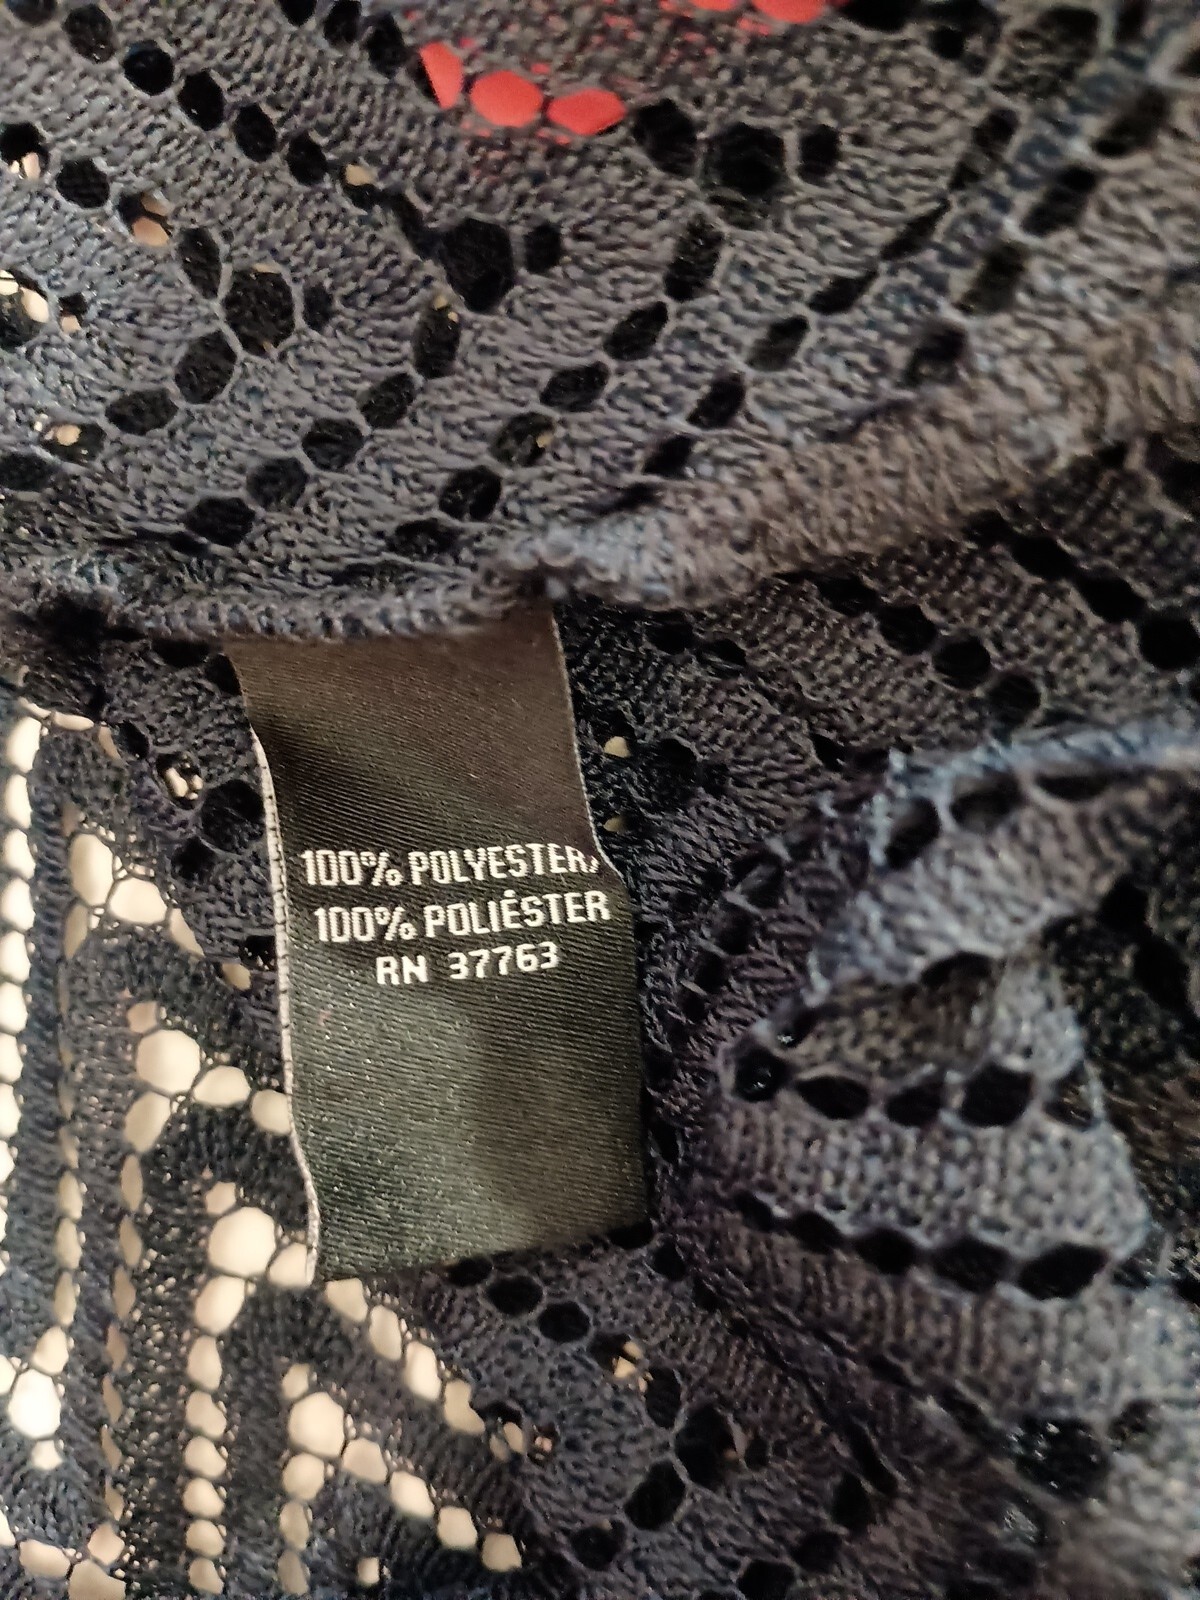 100% POLYESTER/
100% POLIÉSTER
RN 37763